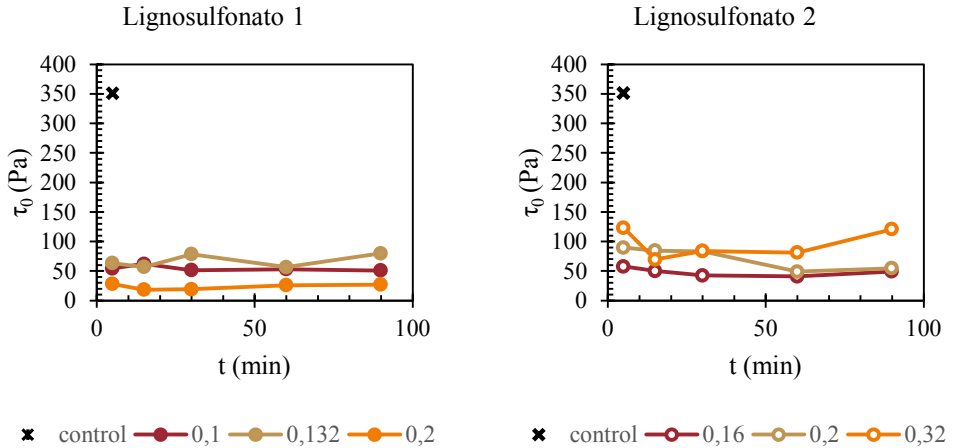 Lignosulfonato 1
400
350
300
250
200
150
100
50
0
τ0 (Pa)
0 50 100
t (min)
control 0,1 0,132 0,2
Lignosulfonato 2
400
350
300
250
200
150
100
50
0
τ0 (Pa)
0 50 100
t (min)
control 0,16 0,2 0,32